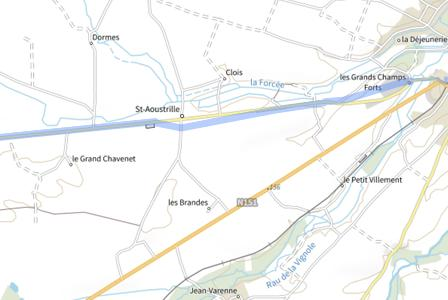 Dormes
la Déjeunerie
Clois
la Forcée
les Grands Champs
Forts
St-Aoustrille
le Grand Chavenet
156
le Petit Villement
les Brandes
N151
Rau de la Vignole
Jean-Varenne